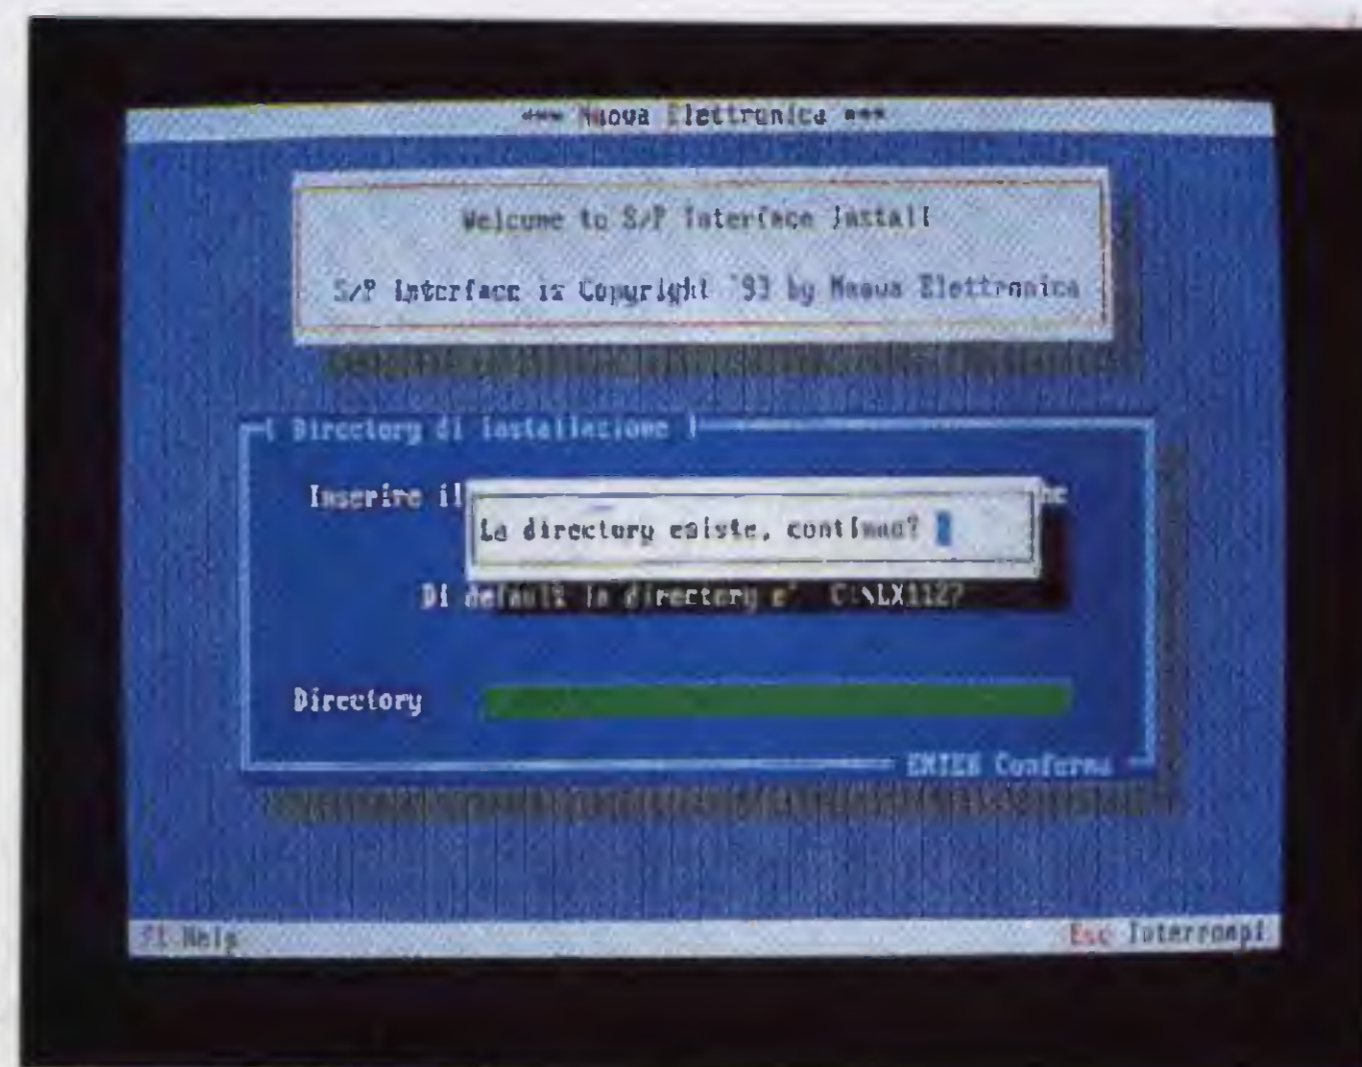 *** Nuova Elettronica ***
Welcome to S/P Interface Install
S/P Interface is Copyright '93 by Nuova Elettronica
[ Directory di installazione ]
Inserire il
La directory esiste, continuo?
Di default la directory e' C:\LX1127
Directory
ENTER Conferma
F1 Help
Esc Interrompi